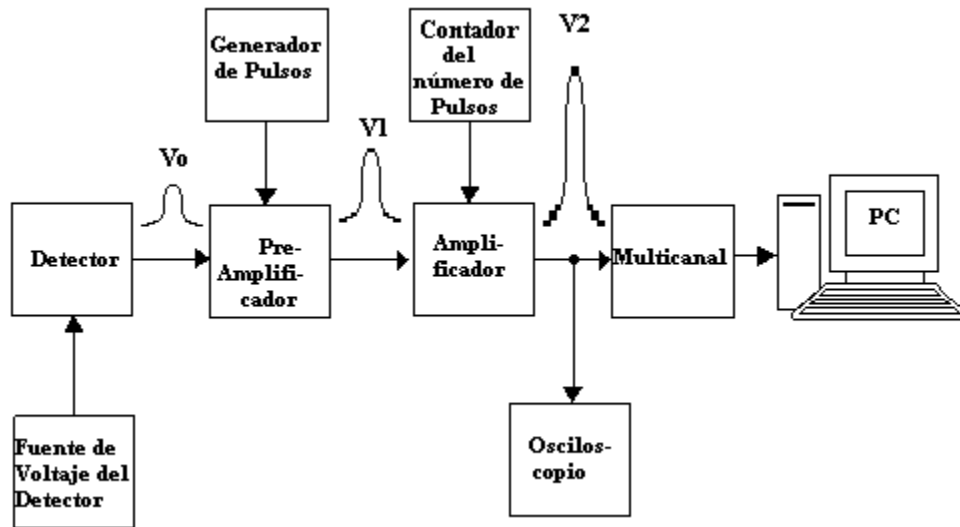 Generador
de Pulsos
Contador
del
número de
Pulsos
V2
V1
Vo
Detector
Pre-
Amplifi-
cador
Ampli-
ficador
Multicanal
PC
Fuente de
Voltaje del
Detector
Oscilos-
copio